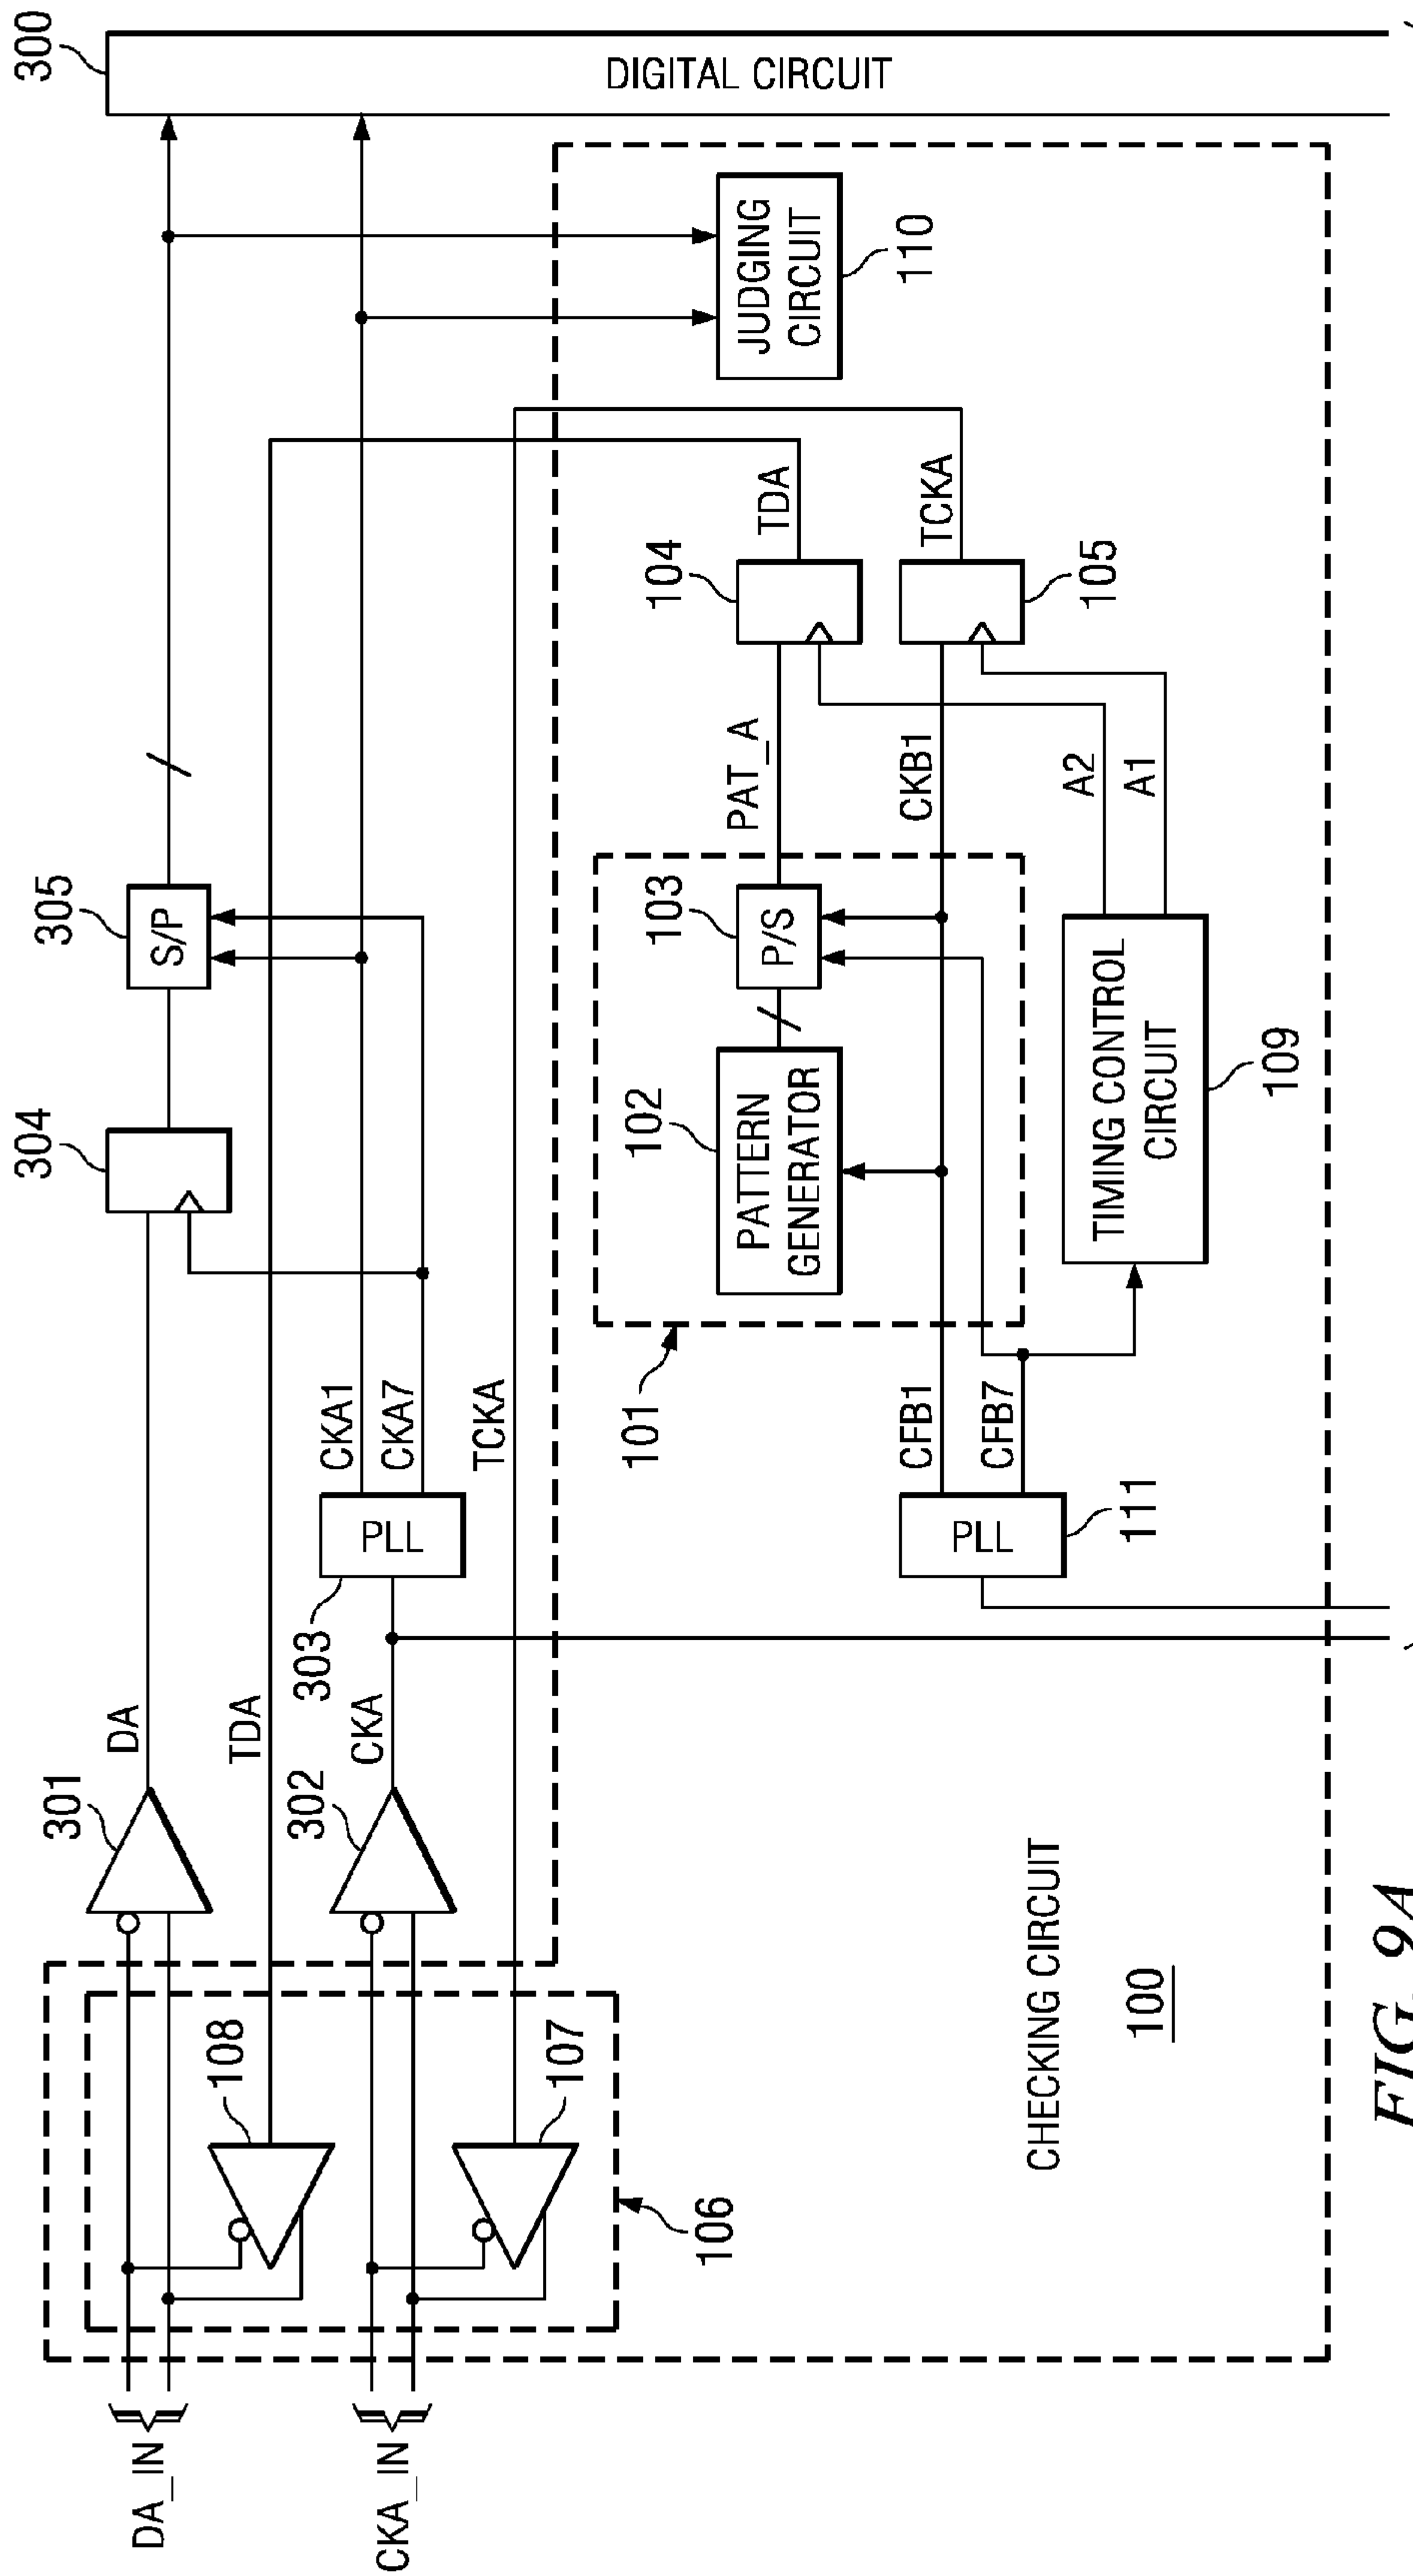 300
DIGITAL CIRCUIT
305
S/P
304
301
DA
TDA
302
CKA
303
PLL
CKA1
CKA7
TCKA
JUDGING
CIRCUIT
110
TDA
TCKA
104
105
PAT_A
CKB1
A2
A1
103
P/S
102
PATTERN
GENERATOR
101
TIMING CONTROL
CIRCUIT
109
CFB1
CFB7
PLL
111
108
107
106
DA_IN
CKA_IN
CHECKING CIRCUIT
100
FIG. 9A